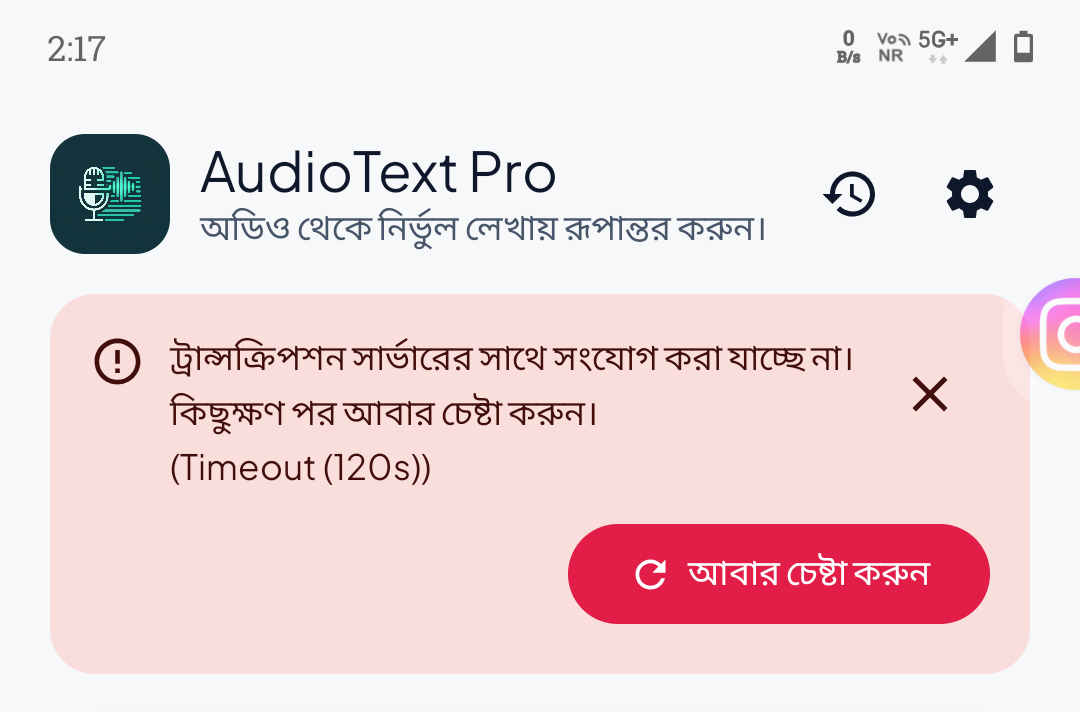 2:17
0
B/s
Vo
NR
5G+
AudioText Pro
অডিও থেকে নির্ভুল লেখায় রূপান্তর করুন।
ট্রান্সক্রিপশন সার্ভারের সাথে সংযোগ করা যাচ্ছে না।
কিছুক্ষণ পর আবার চেষ্টা করুন।
(Timeout (120s))
আবার চেষ্টা করুন